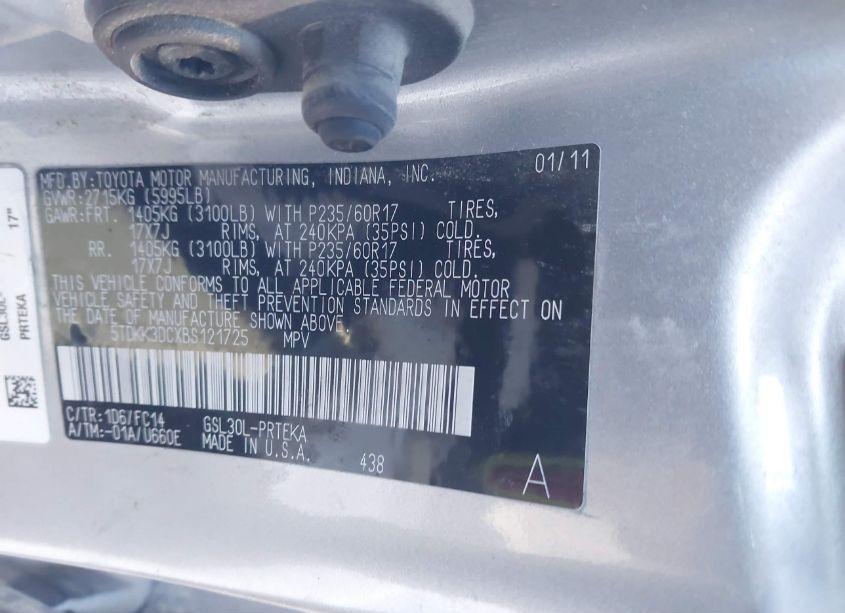 MFD.BY:TOYOTA MOTOR MANUFACTURING, INDIANA, INC. 01/11
GVWR:2715KG (5995LB)
GAWR:FRT. 1405KG (3100LB) WITH P235/60R17 TIRES,
17X7J RIMS, AT 240KPA (35PSI) COLD.
RR. 1405KG (3100LB) WITH P235/60R17 TIRES,
17X7J RIMS, AT 240KPA (35PSI) COLD.
THIS VEHICLE CONFORMS TO ALL APPLICABLE FEDERAL MOTOR
VEHICLE SAFETY AND THEFT PREVENTION STANDARDS IN EFFECT ON
THE DATE OF MANUFACTURE SHOWN ABOVE.
5TDKK3DCXBS121725 MPV
C/TR:1D6/FC14 GSL30L-PRTEKA
A/TM:-01A/U660E MADE IN U.S.A.
438
A
17"
GSL30L-
PRTEKA